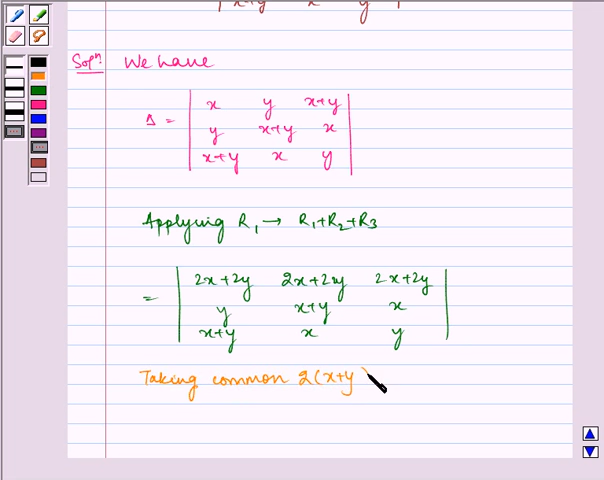 x+y x y
Solⁿ. We have
Δ = | x y x+y |
| y x+y x |
| x+y x y |
Applying R₁ → R₁+R₂+R₃
= | 2x+2y 2x+2y 2x+2y |
| y x+y x |
| x+y x y |
Taking common 2(x+y)